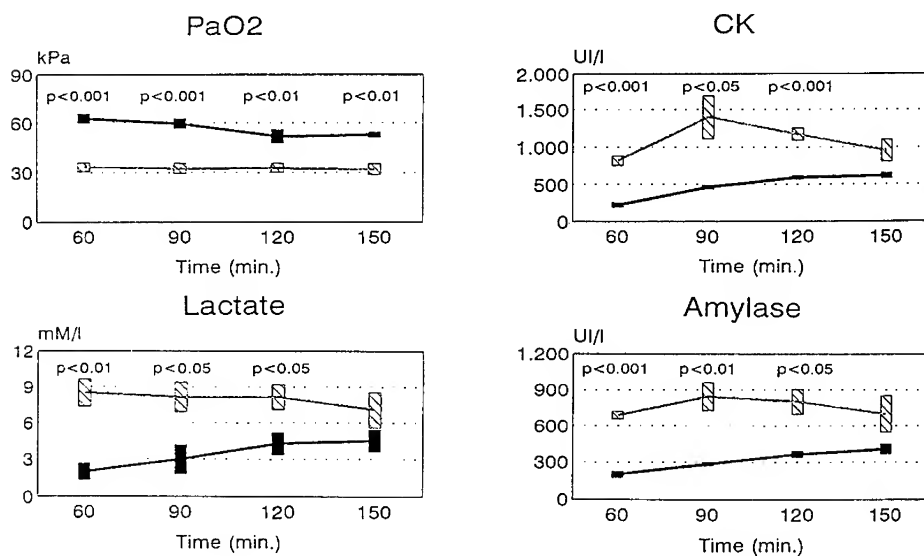 PaO2
kPa
90
p<0.001 p<0.001 p<0.01 p<0.01
60
30
0
60 90 120 150
Time (min.)
CK
UI/l
2.000
p<0.001 p<0.05 p<0.001
1.500
1.000
500
0
60 90 120 150
Time (min.)
Lactate
mM/l
12
p<0.01 p<0.05 p<0.05
9
6
3
0
60 90 120 150
Time (min.)
Amylase
UI/l
1.200
p<0.001 p<0.01 p<0.05
900
600
300
0
60 90 120 150
Time (min.)